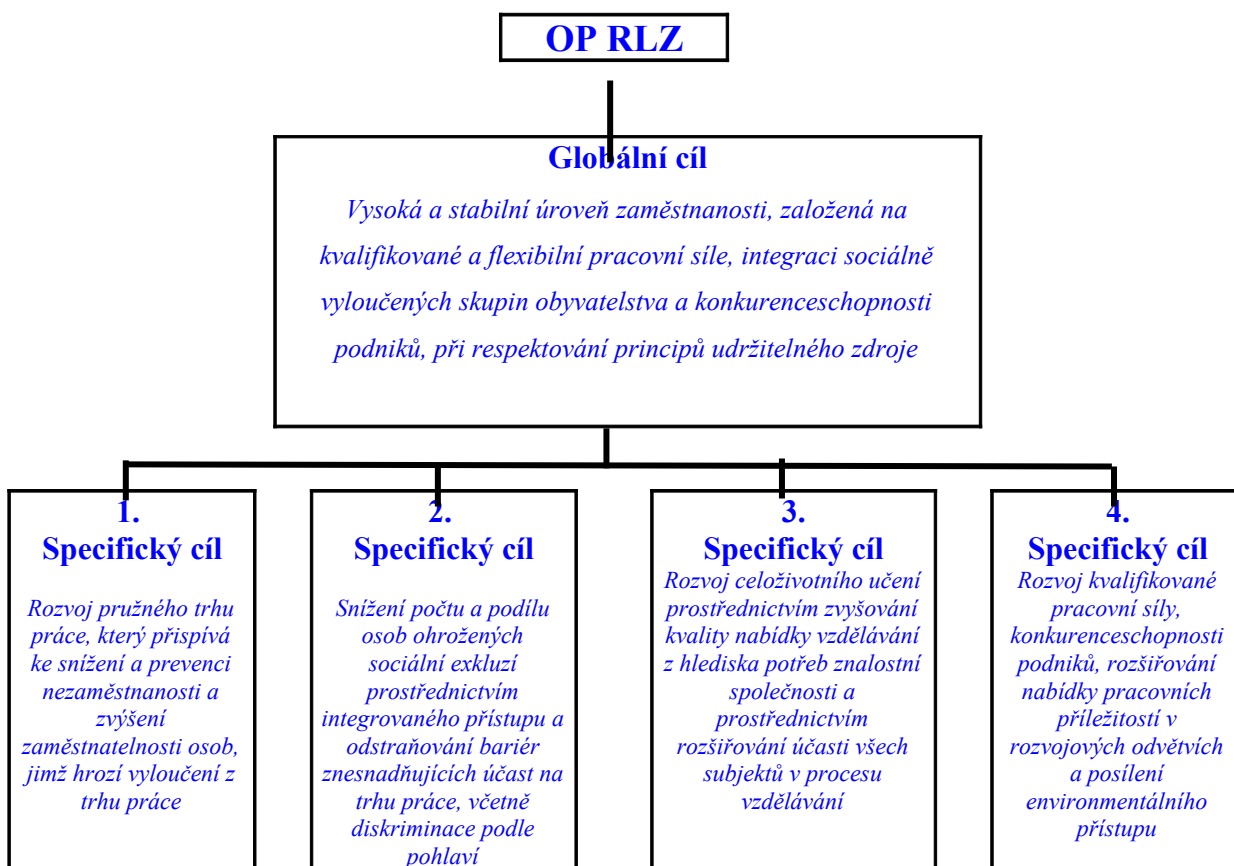 OP RLZ
Globální cíl
Vysoká a stabilní úroveň zaměstnanosti, založená na
kvalifikované a flexibilní pracovní síle, integraci sociálně
vyloučených skupin obyvatelstva a konkurenceschopnosti
podniků, při respektování principů udržitelného zdroje
1.
Specifický cíl
Rozvoj pružného trhu
práce, který přispívá
ke snížení a prevenci
nezaměstnanosti a
zvýšení
zaměstnatelnosti osob,
jimž hrozí vyloučení z
trhu práce
2.
Specifický cíl
Snížení počtu a podílu
osob ohrožených
sociální exkluzí
prostřednictvím
integrovaného přístupu a
odstraňování bariér
znesnadňujících účast na
trhu práce, včetně
diskriminace podle
pohlaví
3.
Specifický cíl
Rozvoj celoživotního učení
prostřednictvím zvyšování
kvality nabídky vzdělávání
z hlediska potřeb znalostní
společnosti a
prostřednictvím
rozšiřování účasti všech
subjektů v procesu
vzdělávání
4.
Specifický cíl
Rozvoj kvalifikované
pracovní síly,
konkurenceschopnosti
podniků, rozšiřování
nabídky pracovních
příležitostí v
rozvojových odvětvích
a posílení
environmentálního
přístupu